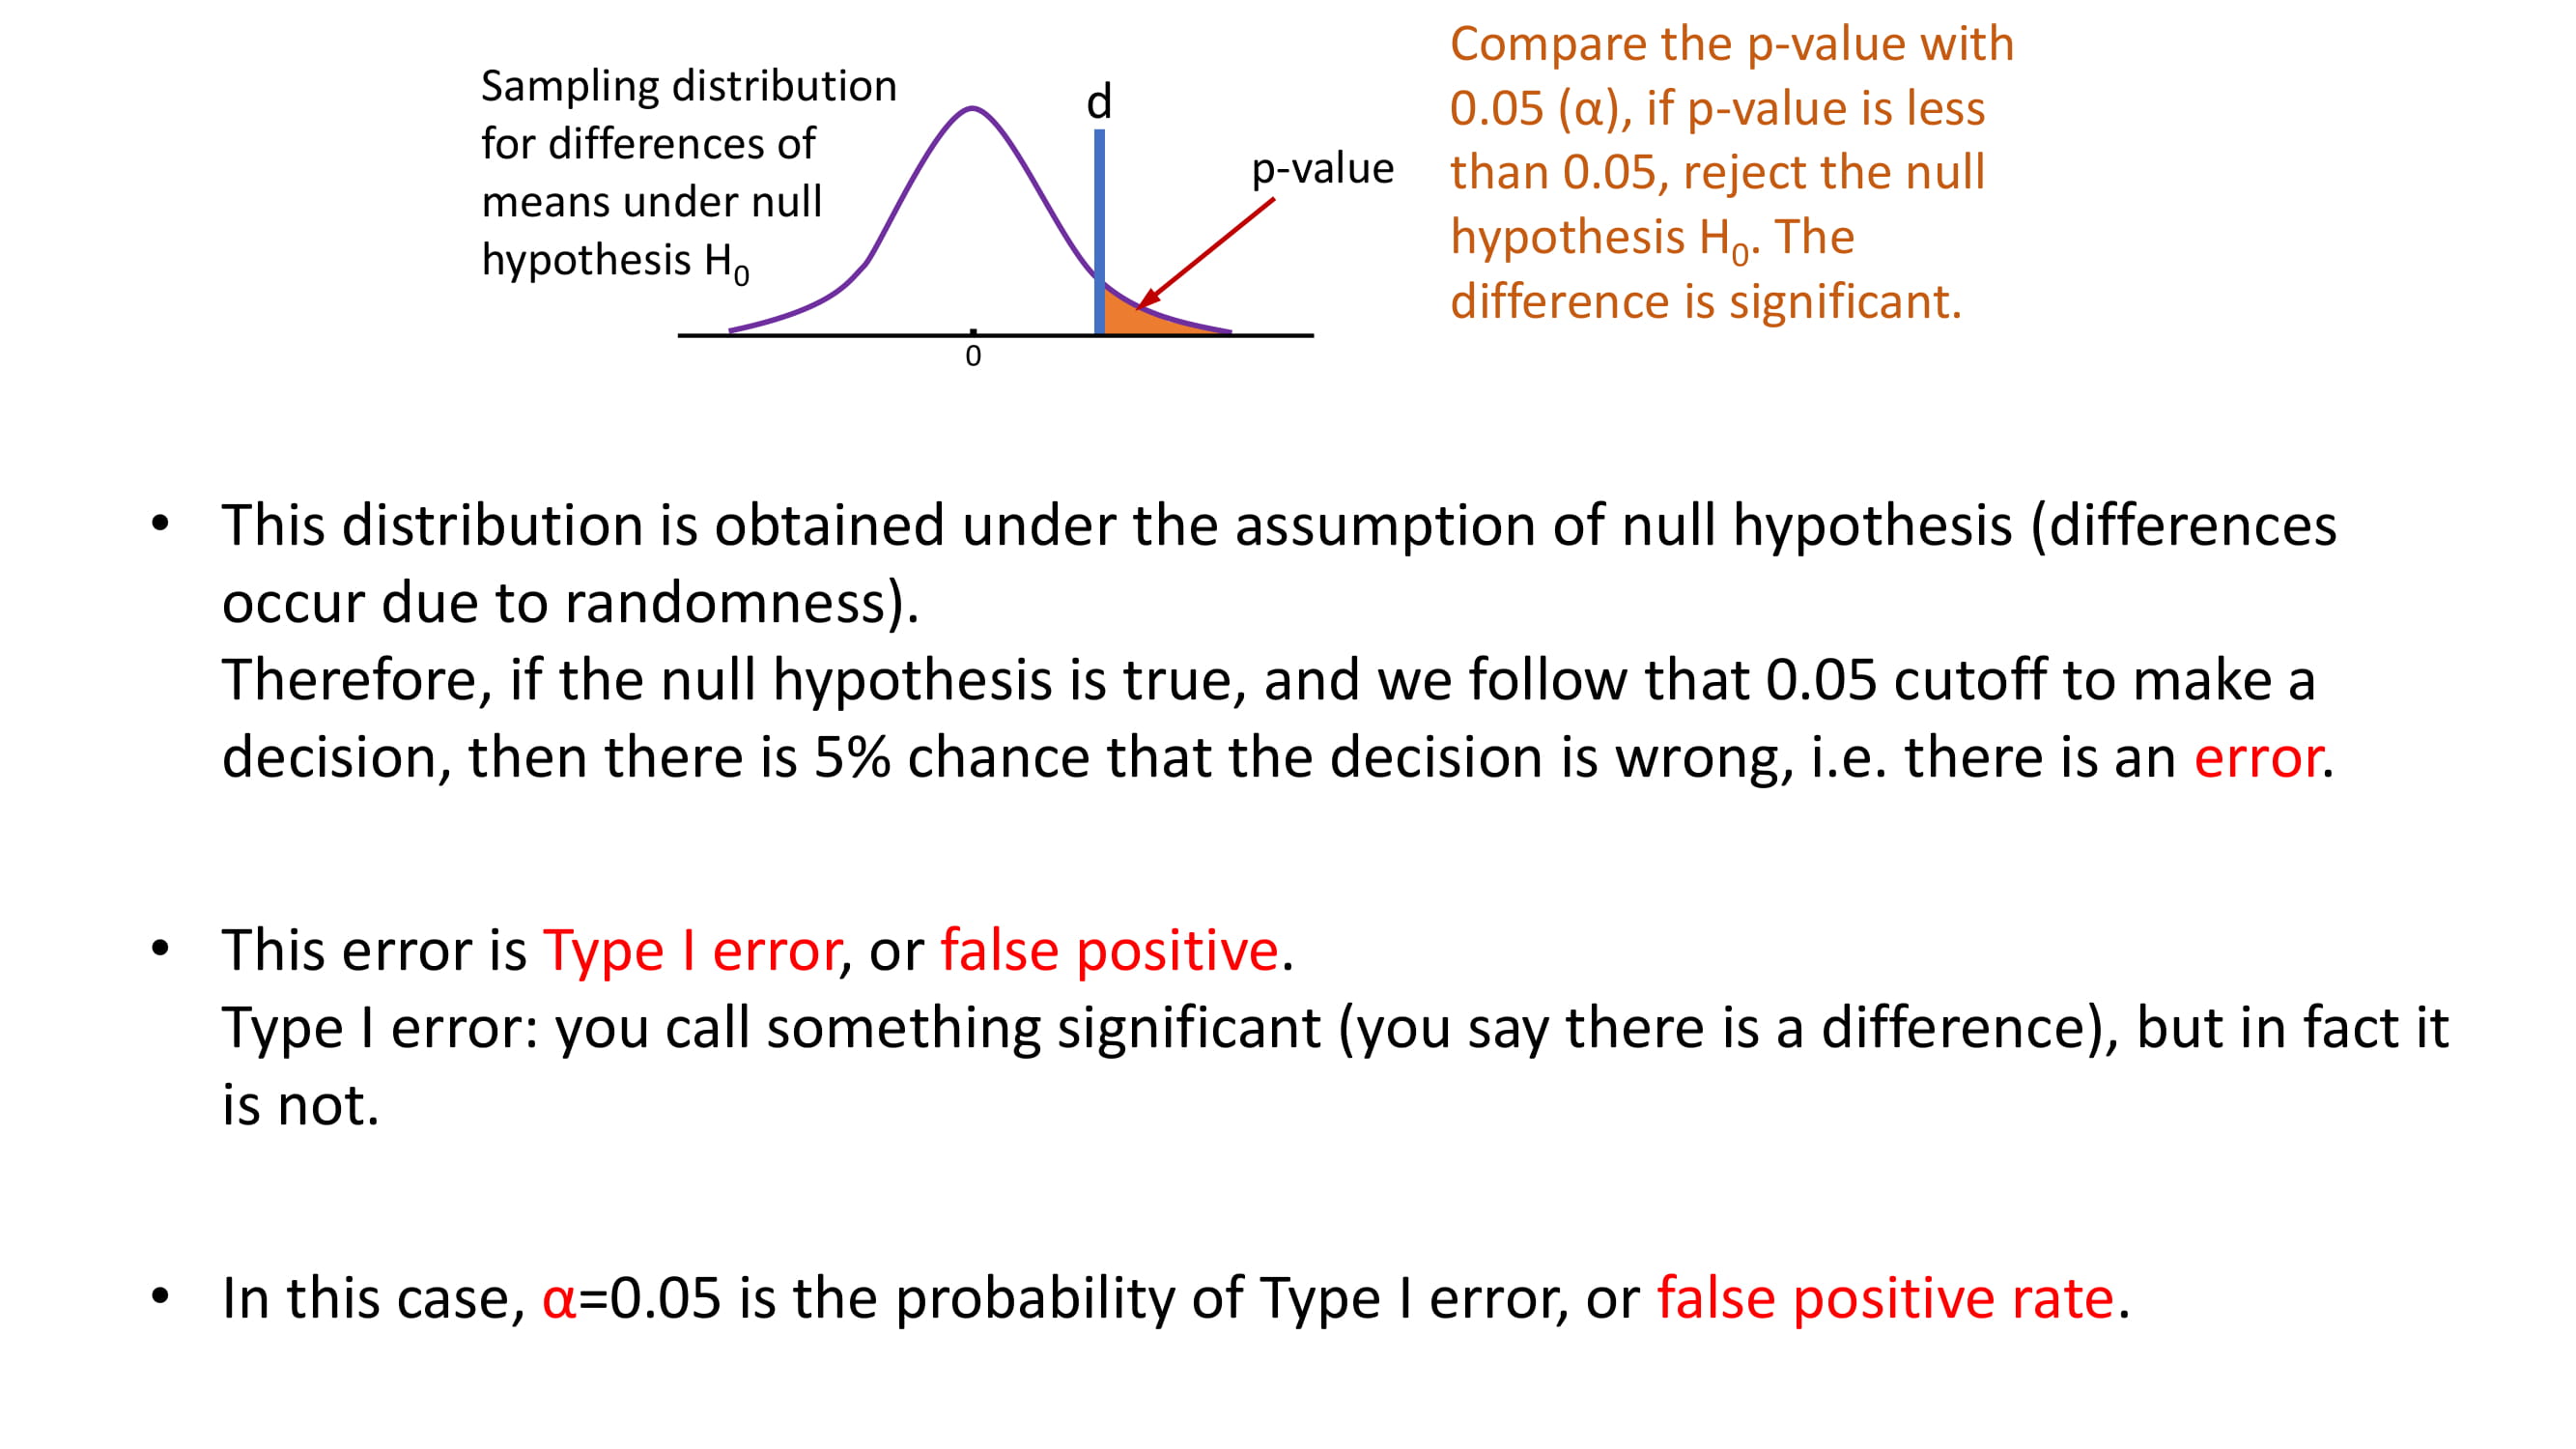 Sampling distribution
for differences of
means under null
hypothesis H₀
d
p-value
0
Compare the p-value with
0.05 (α), if p-value is less
than 0.05, reject the null
hypothesis H₀. The
difference is significant.
• This distribution is obtained under the assumption of null hypothesis (differences
occur due to randomness).
Therefore, if the null hypothesis is true, and we follow that 0.05 cutoff to make a
decision, then there is 5% chance that the decision is wrong, i.e. there is an error.
• This error is Type I error, or false positive.
Type I error: you call something significant (you say there is a difference), but in fact it
is not.
• In this case, α=0.05 is the probability of Type I error, or false positive rate.